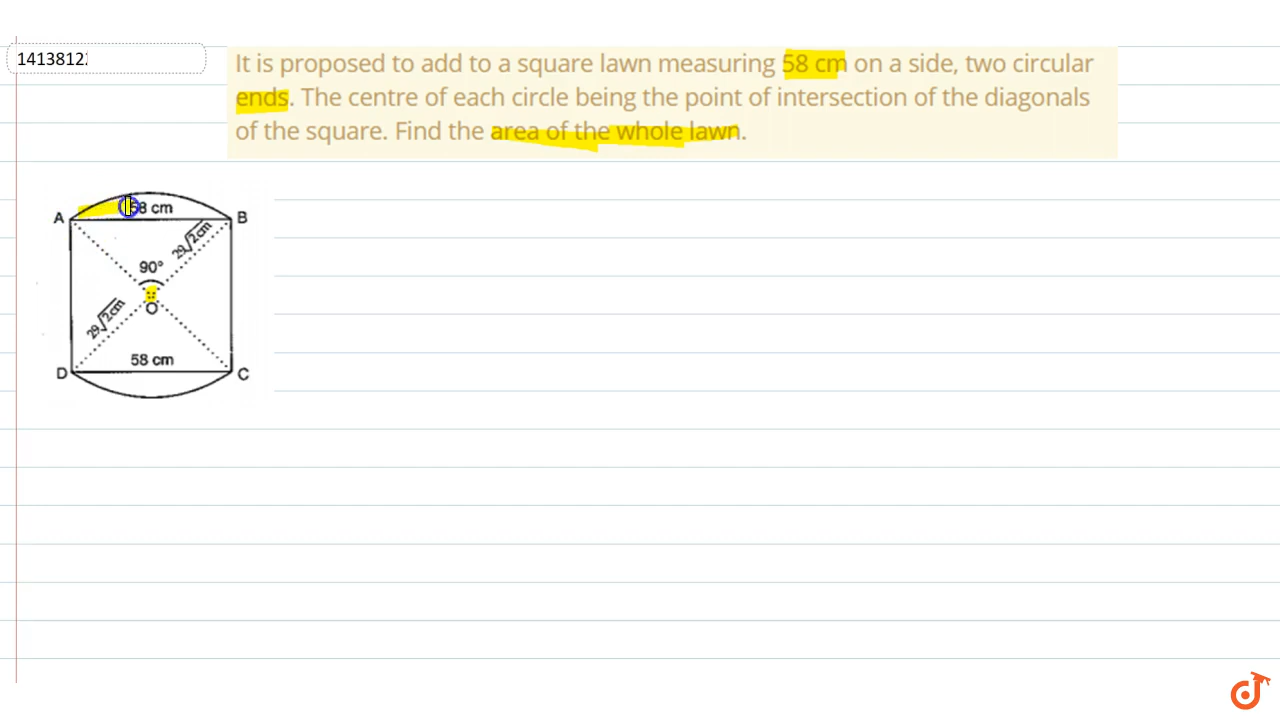 1413812
It is proposed to add to a square lawn measuring 58 cm on a side, two circular
ends. The centre of each circle being the point of intersection of the diagonals
of the square. Find the area of the whole lawn.
58 cm
A
B
29√2cm
90°
O
29√2cm
58 cm
D
C